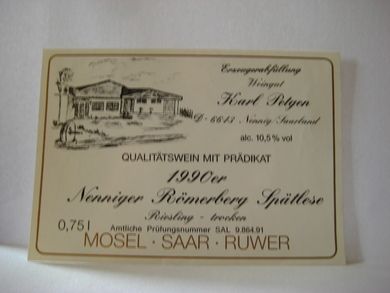 Erzeugerabfüllung
Weingut
Karl Petgen
D-6643 Nennig/Saarland
alc. 10,5% vol
QUALITÄTSWEIN MIT PRÄDIKAT
1990er
Nenniger Römerberg Spätlese
Riesling - trocken
0,75 l
Amtliche Prüfungsnummer SAL 9.864.91
MOSEL · SAAR · RUWER